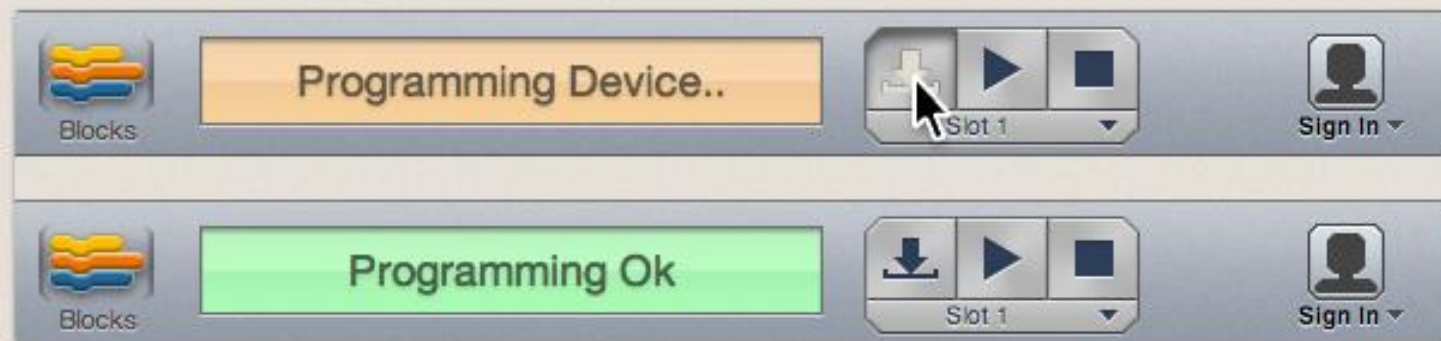 Programming Device..
Blocks
Slot 1
Sign In
Programming Ok
Blocks
Slot 1
Sign In